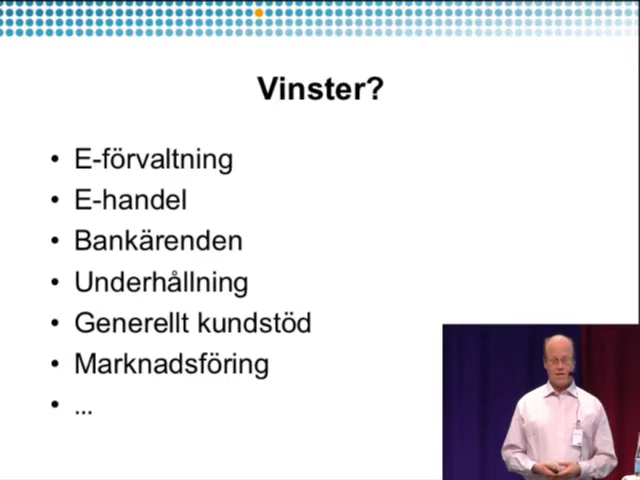 Vinster?
• E-förvaltning
• E-handel
• Bankärenden
• Underhållning
• Generellt kundstöd
• Marknadsföring
• ...